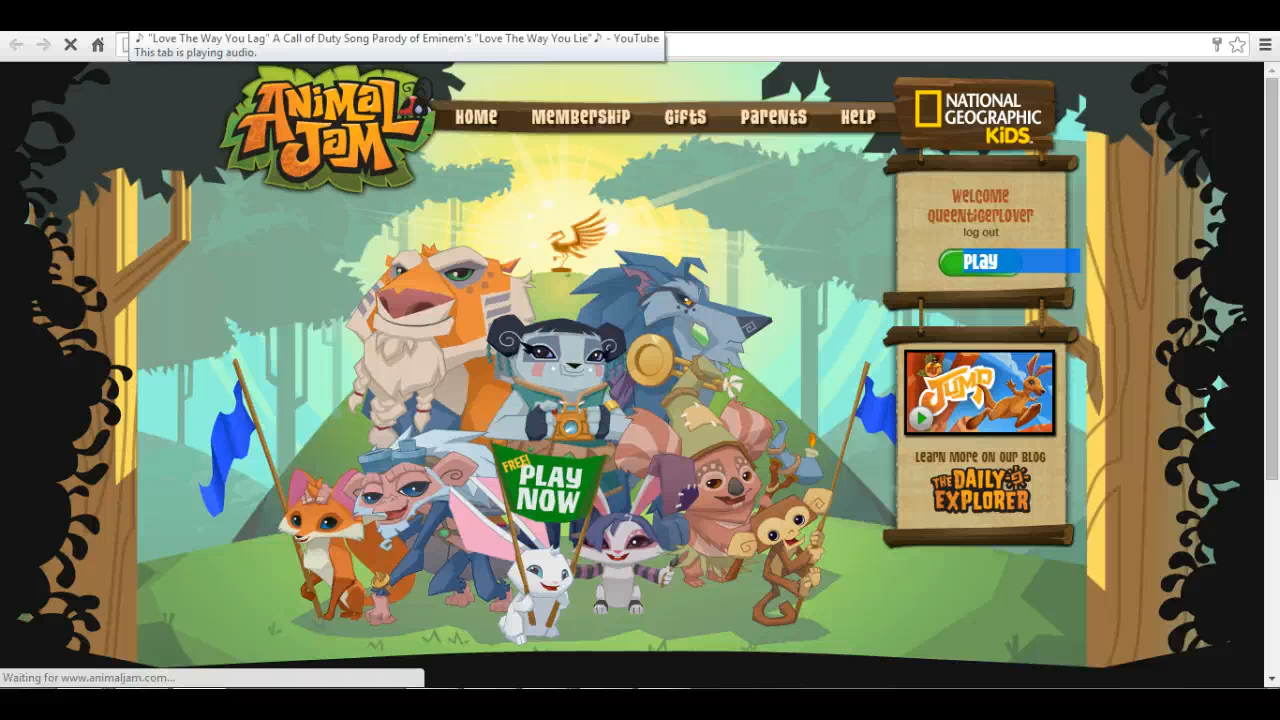 ♪ "Love The Way You Lag" A Call of Duty Song Parody of Eminem's "Love The Way You Lie"♪ - YouTube
This tab is playing audio.
ANIMAL
JAM
HOME MEMBERSHIP GIFTS PARENTS HELP
NATIONAL
GEOGRAPHIC
KiDS
WELCOME
QUEENTIGERLOVER
log out
PLAY
JUMP
FREE!
PLAY
NOW
LEARN MORE ON OUR BLOG
THE DAILY
EXPLORER
Waiting for www.animaljam.com...